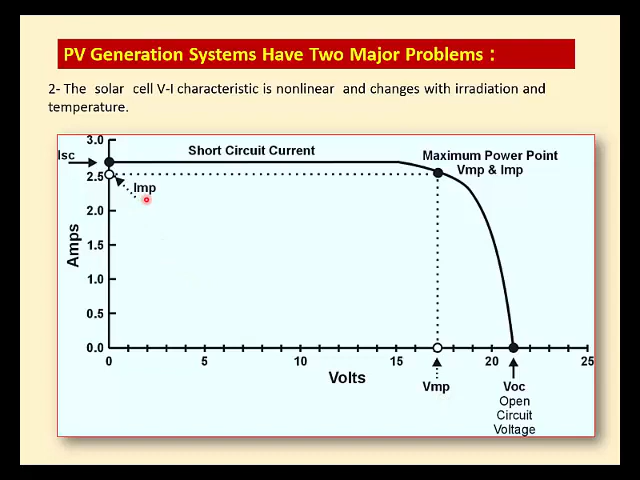 PV Generation Systems Have Two Major Problems :
2- The solar cell V-I characteristic is nonlinear and changes with irradiation and
temperature.
3.0
Isc
Short Circuit Current
Maximum Power Point
Vmp & Imp
2.5
Imp
2.0
Amps
1.5
1.0
0.5
0.0
0 5 10 15 20 25
Volts
Vmp
Voc
Open
Circuit
Voltage